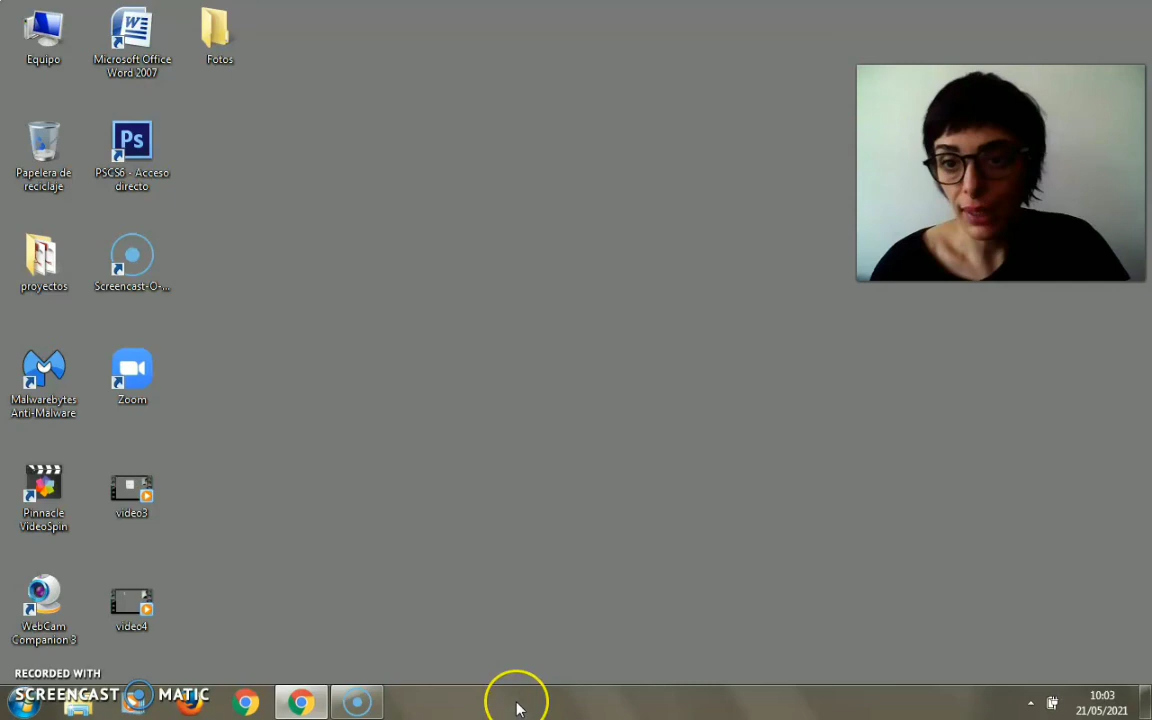 Equipo
Microsoft Office
Word 2007
Fotos
Papelera de
reciclaje
Ps
PSCS6 - Acceso
directo
proyectos
Screencast-O-...
Malwarebytes
Anti-Malware
Zoom
Pinnacle
VideoSpin
video3
WebCam
Companion 3
video4
RECORDED WITH
SCREENCAST MATIC
10:03
21/05/2021